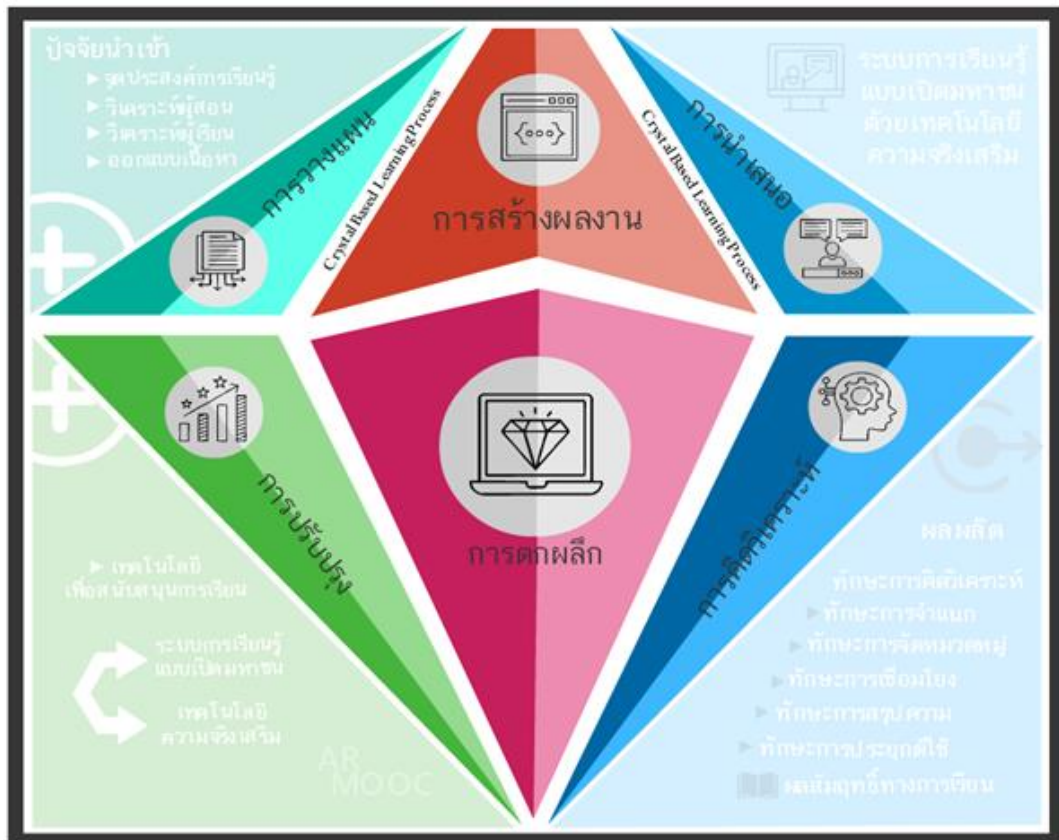 ปัจจัยนำเข้า
▶ จุดประสงค์การเรียนรู้
▶ วิเคราะห์ผู้สอน
▶ วิเคราะห์ผู้เรียน
▶ ออกแบบเนื้อหา
การวางแผน
Crystal Based Learning Process
การสร้างผลงาน
Crystal Based Learning Process
การนำเสนอ
ระบบการเรียนรู้
แบบเปิดมหาชน
ด้วยเทคโนโลยี
ความจริงเสริม
การปรับปรุง
การตกผลึก
การคิดวิเคราะห์
▶ เทคโนโลยี
เพื่อสนับสนุนการเรียน
ระบบการเรียนรู้
แบบเปิดมหาชน
เทคโนโลยี
ความจริงเสริม
AR
MOOC
ผลผลิต
ทักษะการคิดวิเคราะห์
▶ ทักษะการจำแนก
▶ ทักษะการจัดหมวดหมู่
▶ ทักษะการเชื่อมโยง
▶ ทักษะการสรุปความ
▶ ทักษะการประยุกต์ใช้
ผลสัมฤทธิ์ทางการเรียน